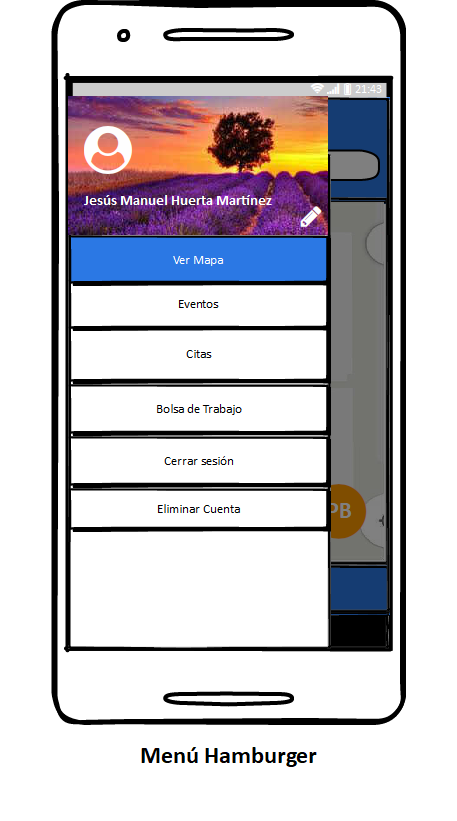 21:43
Jesús Manuel Huerta Martínez
Ver Mapa
Eventos
Citas
Bolsa de Trabajo
Cerrar sesión
Eliminar Cuenta
PB
Menú Hamburger